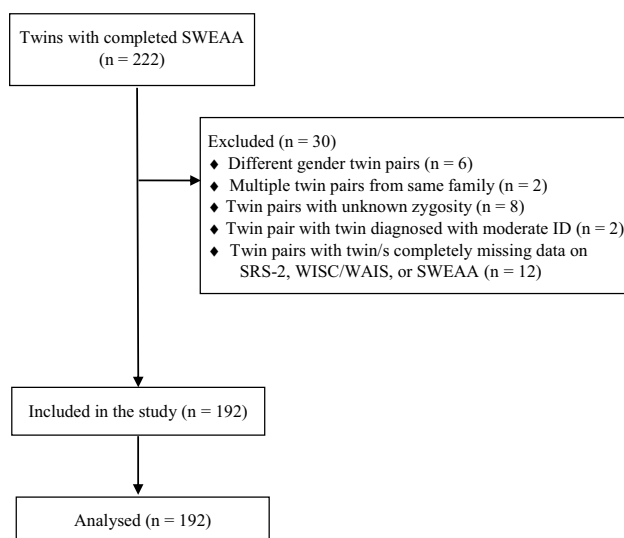 Twins with completed SWEAA
(n = 222)
Excluded (n = 30)
♦ Different gender twin pairs (n = 6)
♦ Multiple twin pairs from same family (n = 2)
♦ Twin pairs with unknown zygosity (n = 8)
♦ Twin pair with twin diagnosed with moderate ID (n = 2)
♦ Twin pairs with twin/s completely missing data on
SRS-2, WISC/WAIS, or SWEAA (n = 12)
Included in the study (n = 192)
Analysed (n = 192)